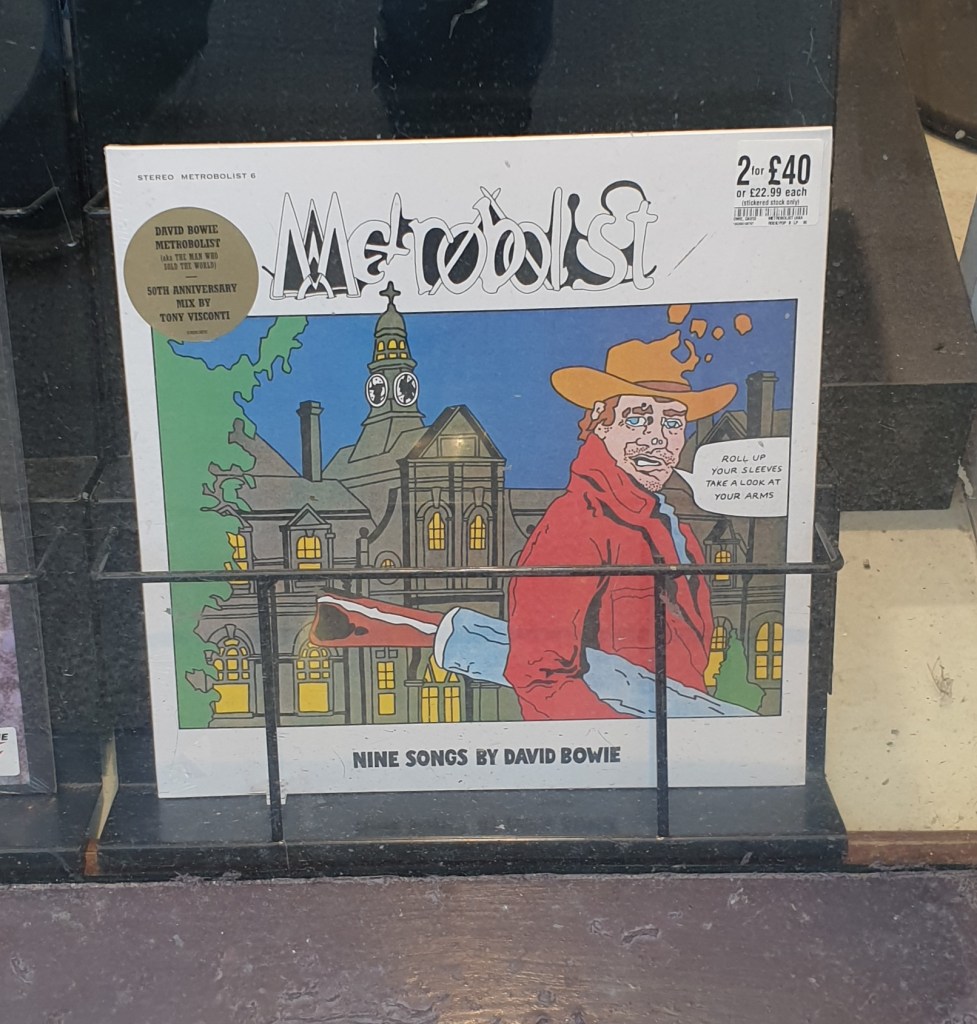 STEREO METROBOLIST 6
2 for £40
or £22.99 each
(stickered stock only)
Metrobolist
DAVID BOWIE
METROBOLIST
(aka THE MAN WHO
SOLD THE WORLD)
50TH ANNIVERSARY
MIX BY
TONY VISCONTI
ROLL UP
YOUR SLEEVES
TAKE A LOOK AT
YOUR ARMS
NINE SONGS BY DAVID BOWIE